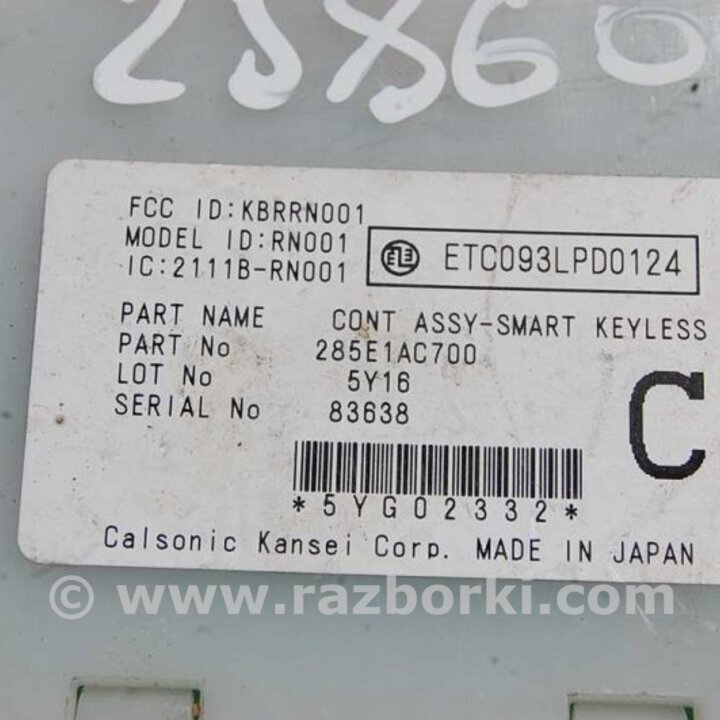 25860
FCC ID:KBRRN001
MODEL ID:RN001
IC:2111B-RN001
ETC093LPD0124
PART NAME CONT ASSY-SMART KEYLESS
PART No 285E1AC700
LOT No 5Y16
SERIAL No 83638
C
*5YG02332*
Calsonic Kansei Corp. MADE IN JAPAN
© www.razborki.com